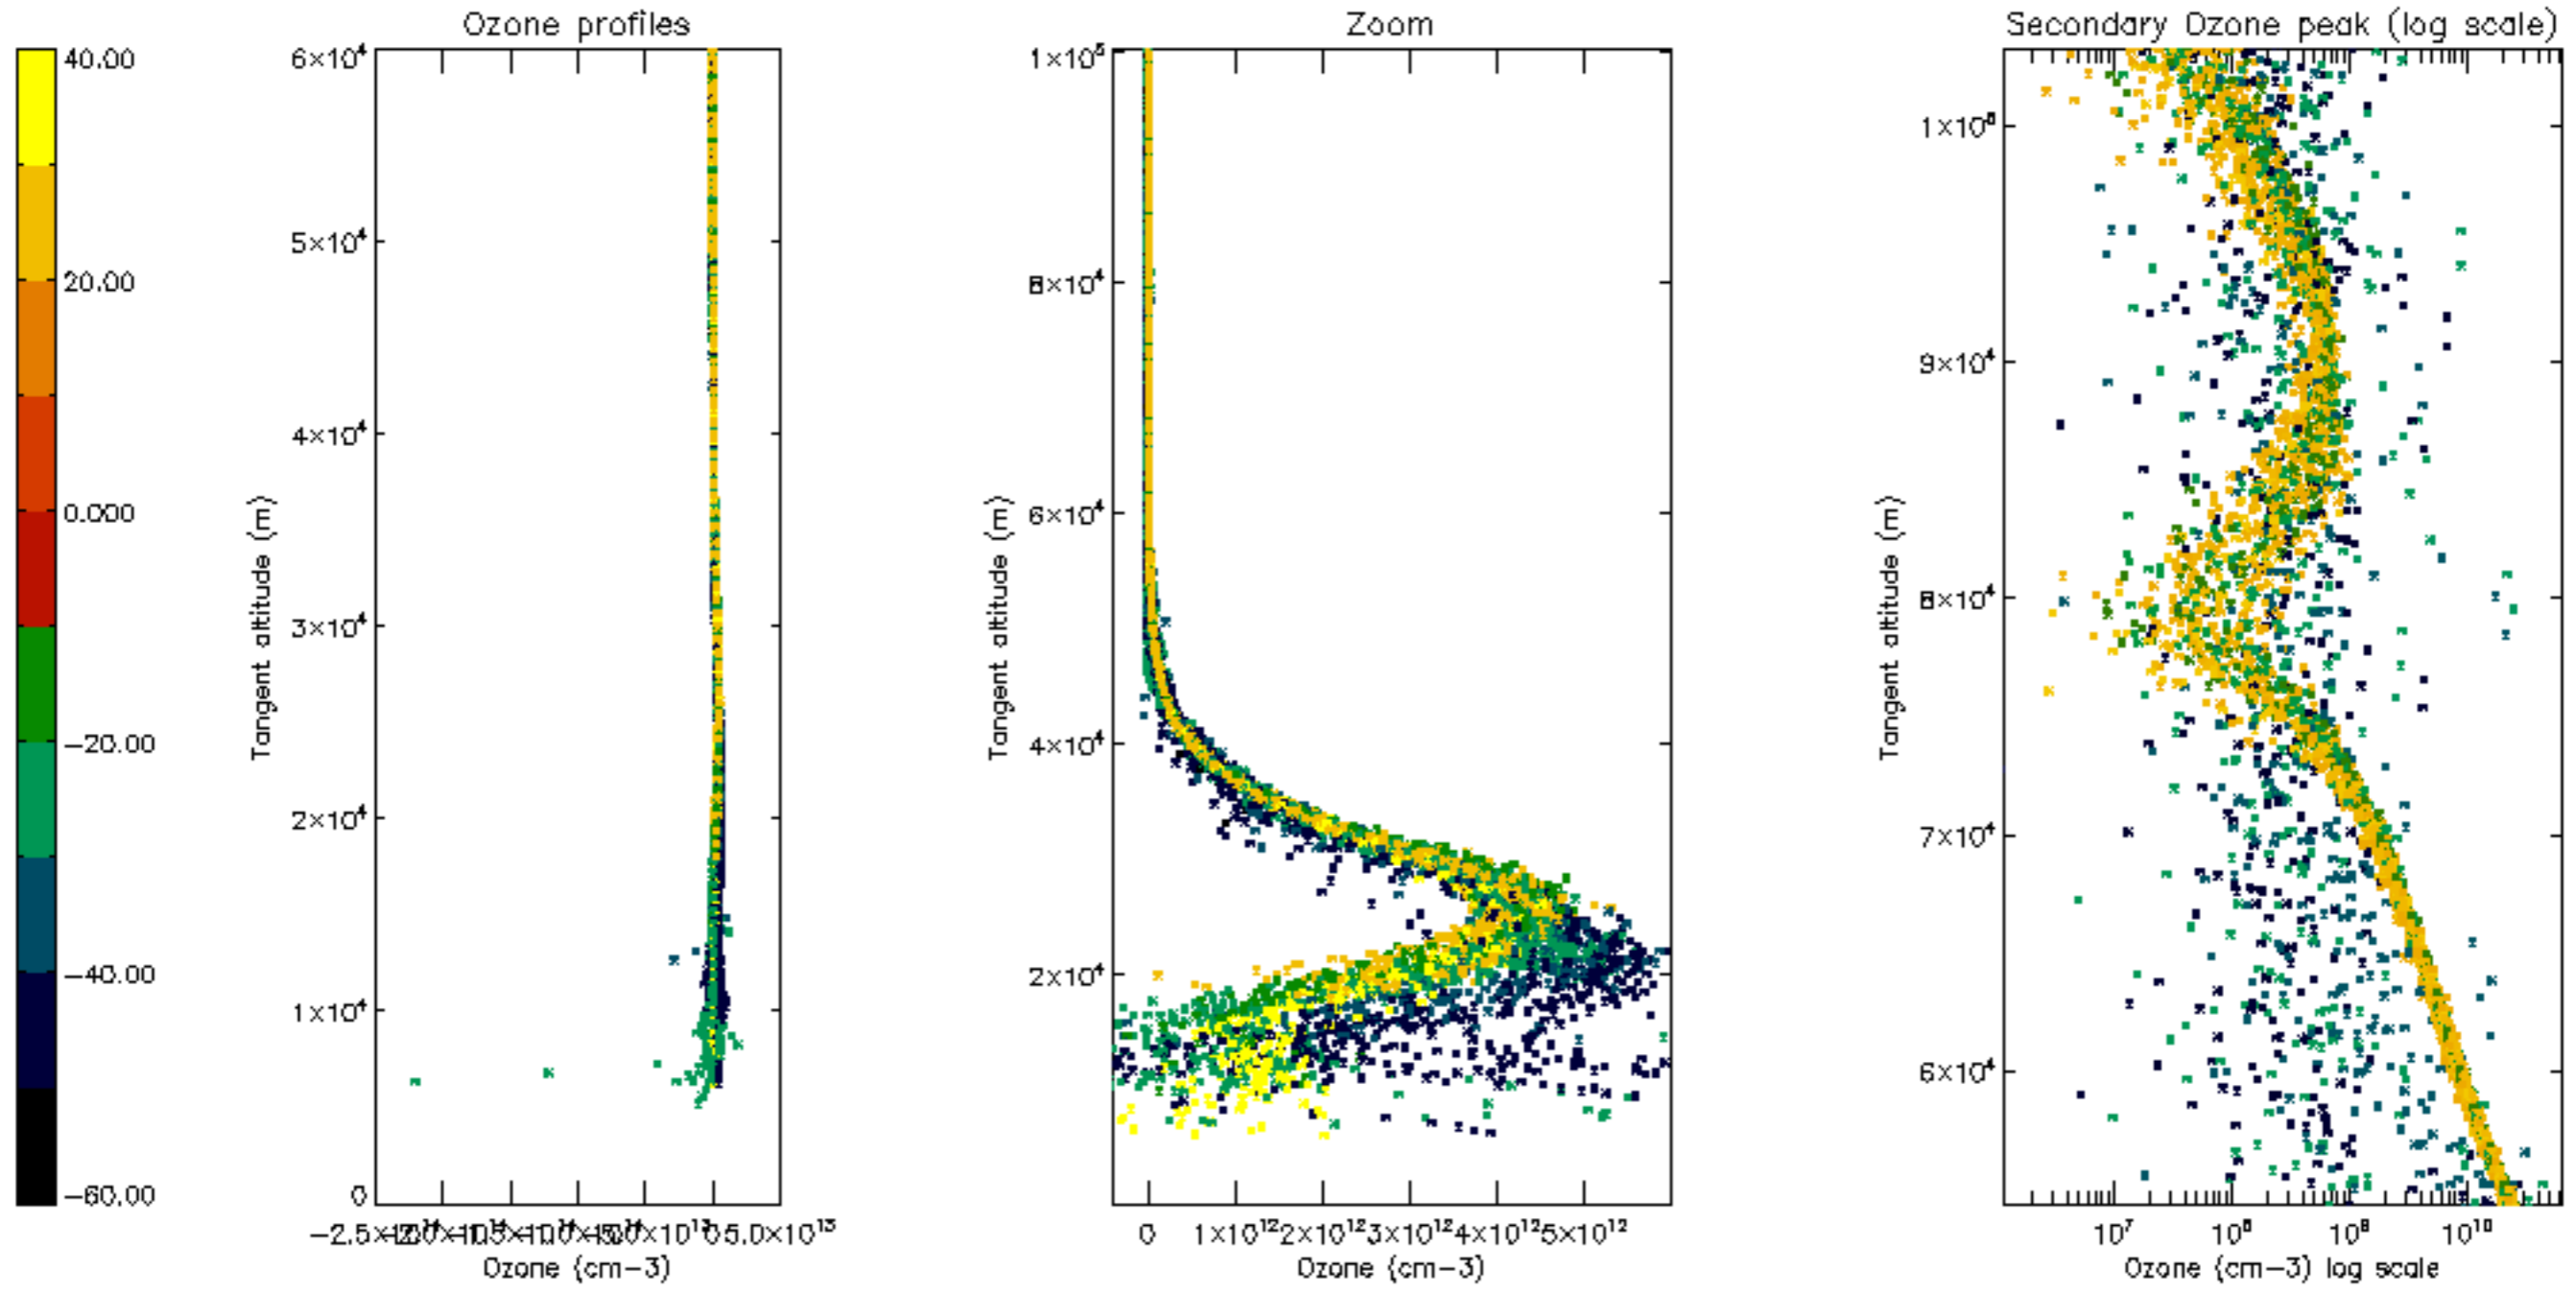 Ozone profiles
Zoom
Secondary Ozone peak (log scale)
40.00
20.00
0.000
−20.00
−40.00
−60.00
6×10⁴
5×10⁴
4×10⁴
3×10⁴
2×10⁴
1×10⁴
0
Tangent altitude (m)
5.0×10¹³
Ozone (cm−3)
1×10⁵
8×10⁴
6×10⁴
4×10⁴
2×10⁴
Tangent altitude (m)
0 1×10¹² 2×10¹² 3×10¹² 4×10¹² 5×10¹²
Ozone (cm−3)
1×10⁵
9×10⁴
8×10⁴
7×10⁴
6×10⁴
Tangent altitude (m)
10⁷ 10⁸ 10⁹ 10¹⁰
Ozone (cm−3) log scale